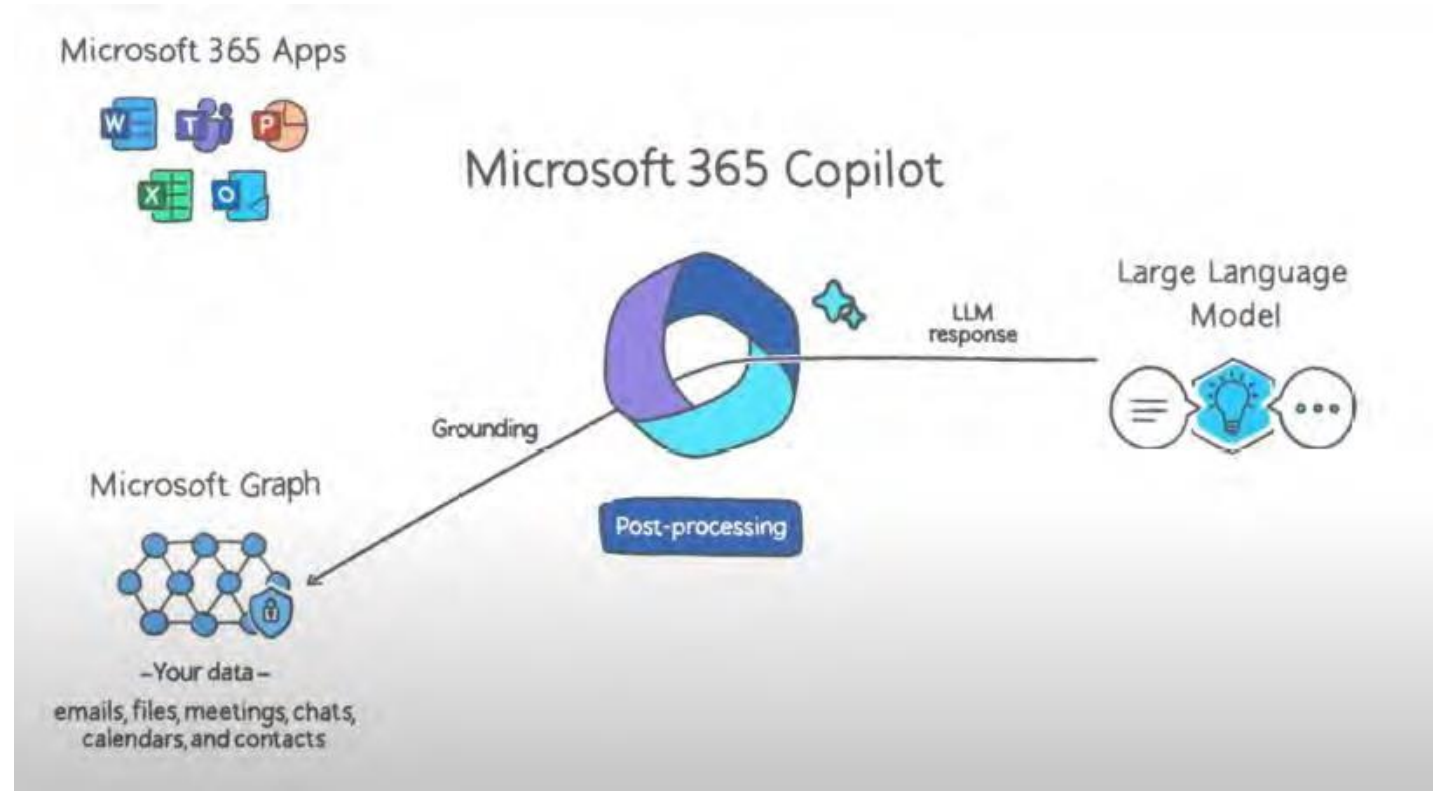 Microsoft 365 Apps
W
T
P
X
O
Microsoft 365 Copilot
Large Language
Model
LLM
response
Grounding
Microsoft Graph
Post-processing
–Your data–
emails, files, meetings, chats,
calendars, and contacts